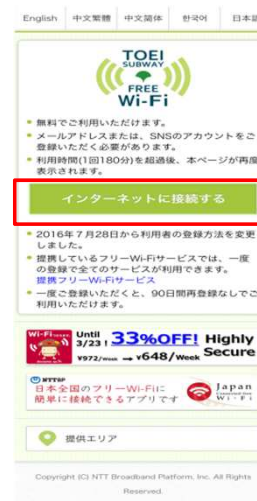 English 中文繁體 中文简体 한국어 日本語
TOEI
SUBWAY
FREE
Wi-Fi
無料でご利用いただけます。
メールアドレスまたは、SNSのアカウントをご
登録いただく必要があります。
利用時間(1回180分)を超過後、本ページが再度
表示されます。
インターネットに接続する
2016年7月28日から利用者の登録方法を変更
しました。
提携しているフリーWi-Fiサービスでは、一度
の登録で全てのサービスが利用できます。
提携フリーWi-Fiサービス
一度ご登録いただくと、90日間再登録なしでご
利用いただけます。
Until
3/23! 33%OFF! Highly
¥972/Week → ¥648/Week Secure
NTTBP
日本全国のフリーWi-Fiに
簡単に接続できるアプリです
Japan
Wi-Fi
提供エリア
Copyright (C) NTT Broadband Platform, Inc. All Rights
Reserved.